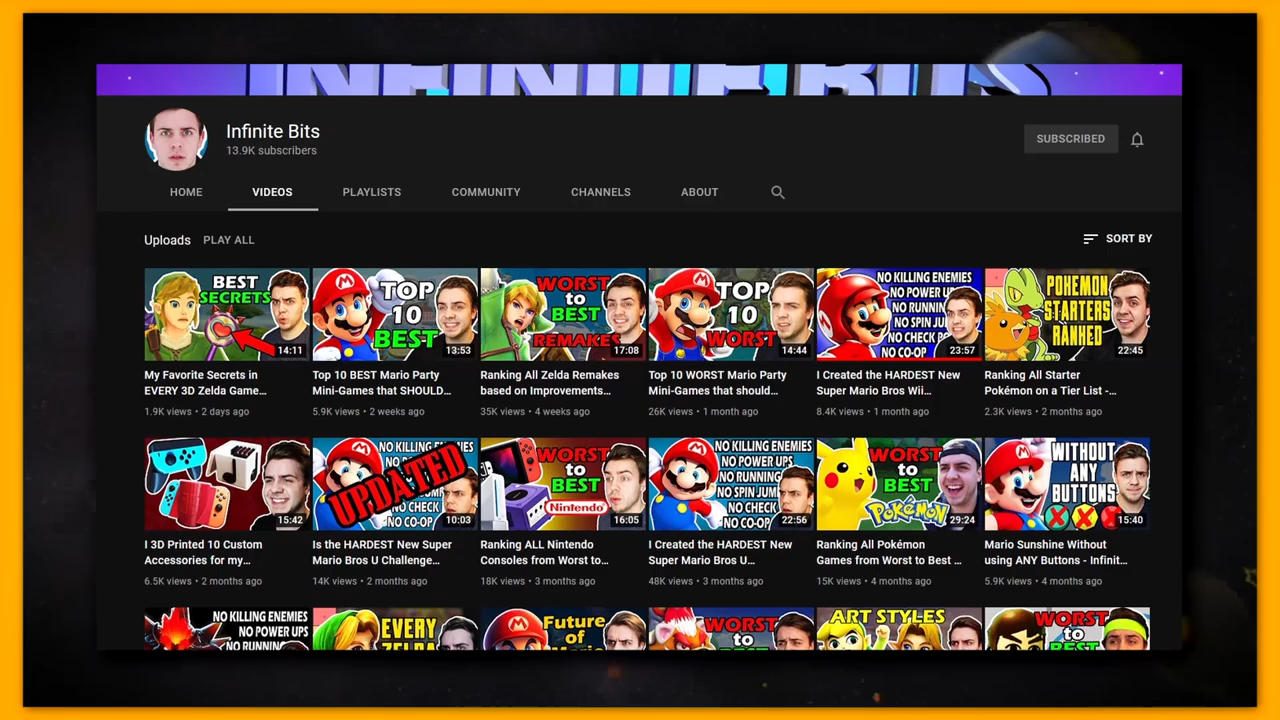 INFINITE BITS
Infinite Bits
13.9K subscribers
SUBSCRIBED
HOME VIDEOS PLAYLISTS COMMUNITY CHANNELS ABOUT
Uploads PLAY ALL
SORT BY
BEST
SECRETS
14:11
My Favorite Secrets in
EVERY 3D Zelda Game...
1.9K views • 2 days ago
TOP
10
BEST
13:53
Top 10 BEST Mario Party
Mini-Games that SHOULD...
5.9K views • 2 weeks ago
WORST
to
BEST
REMAKES
17:08
Ranking All Zelda Remakes
based on Improvements...
35K views • 4 weeks ago
TOP
10
WORST
14:44
Top 10 WORST Mario Party
Mini-Games that should...
26K views • 1 month ago
NO KILLING ENEMIES
NO POWER UPS
NO RUNNING
NO SPIN JUMP
NO CHECK
NO CO-OP
23:57
I Created the HARDEST New
Super Mario Bros Wii...
8.4K views • 1 month ago
POKEMON
STARTERS
RANKED
22:45
Ranking All Starter
Pokémon on a Tier List -...
2.3K views • 2 months ago
15:42
I 3D Printed 10 Custom
Accessories for my...
6.5K views • 2 months ago
NO KILLING ENEMIES
UPDATED
NO CHECK
NO CO-OP
10:03
Is the HARDEST New Super
Mario Bros U Challenge...
14K views • 2 months ago
WORST
to
BEST
Nintendo
16:05
Ranking ALL Nintendo
Consoles from Worst to...
18K views • 3 months ago
NO KILLING ENEMIES
NO POWER UPS
NO RUNNING
NO SPIN JUMP
NO CHECK
NO CO-OP
22:56
I Created the HARDEST New
Super Mario Bros U...
48K views • 3 months ago
WORST
to
BEST
POKéMON
29:24
Ranking All Pokémon
Games from Worst to Best ...
15K views • 4 months ago
WITHOUT
ANY
BUTTONS
15:40
Mario Sunshine Without
using ANY Buttons - Infinit...
5.9K views • 4 months ago
NO KILLING ENEMIES
NO POWER UPS
NO RUNNING
EVERY
ZELDA
Future
of
WORST
to
ART STYLES
WORST
to
BEST